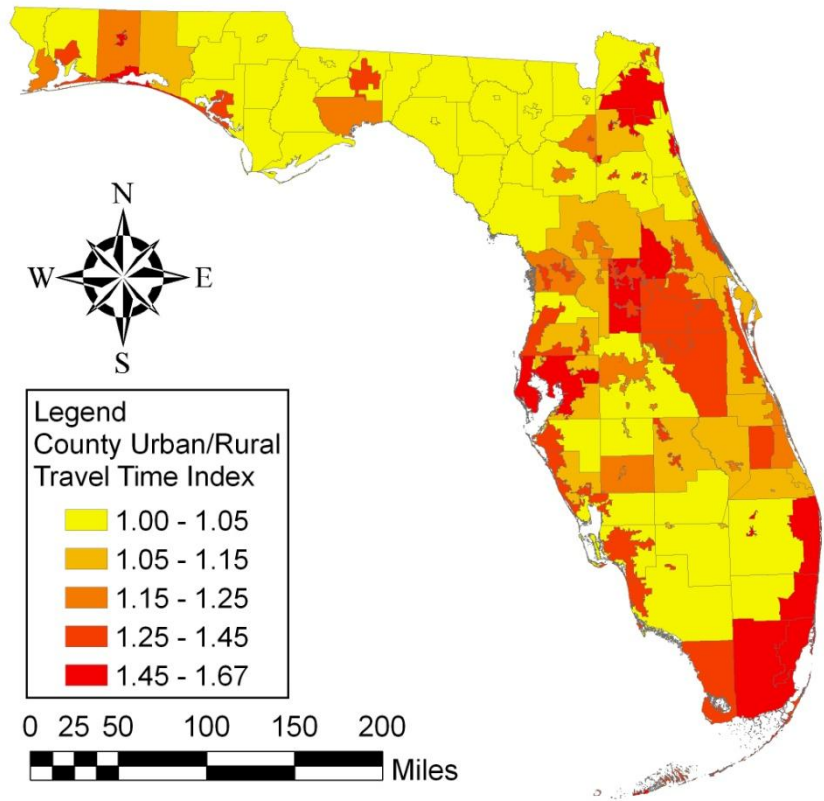 N
W E
S
Legend
County Urban/Rural
Travel Time Index
1.00 - 1.05
1.05 - 1.15
1.15 - 1.25
1.25 - 1.45
1.45 - 1.67
0 25 50 100 150 200
Miles